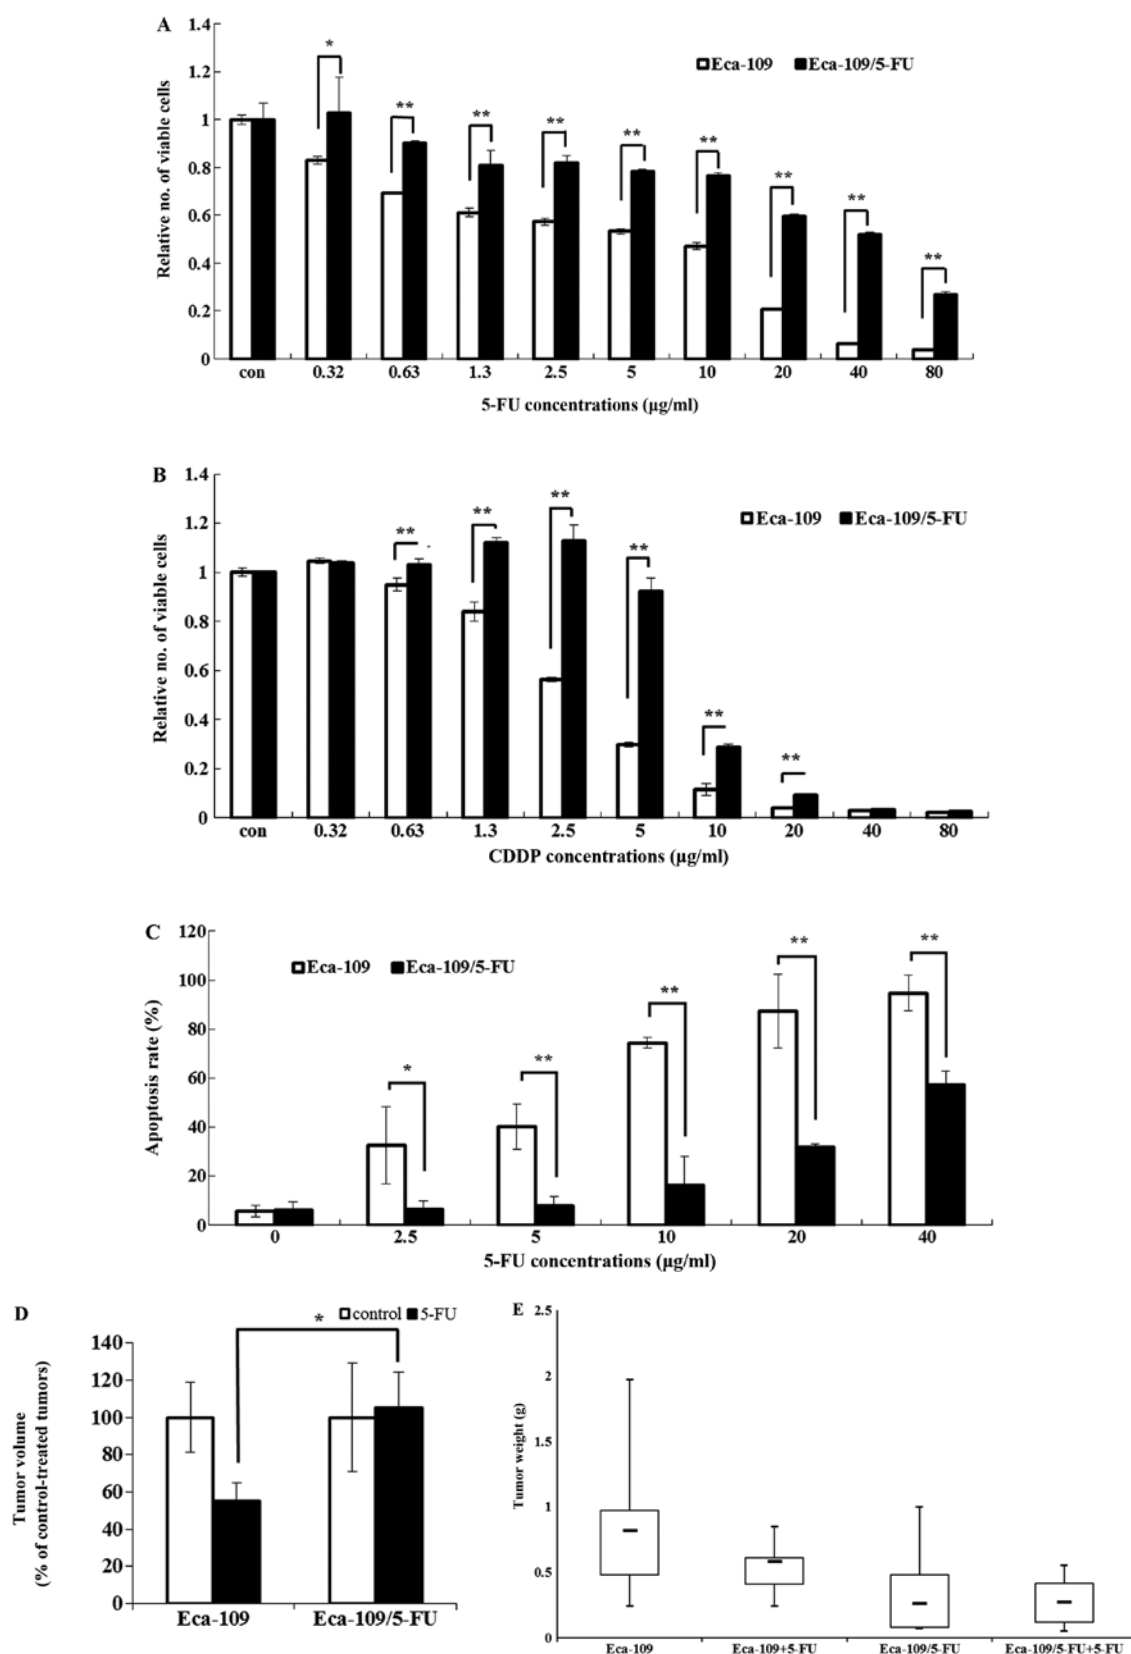 A
1.4
1.2
1
0.8
0.6
0.4
0.2
0
Relative no. of viable cells
Eca-109 Eca-109/5-FU
* ** ** ** ** ** ** ** **
con 0.32 0.63 1.3 2.5 5 10 20 40 80
5-FU concentrations (µg/ml)
B
1.4
1.2
1
0.8
0.6
0.4
0.2
0
Relative no. of viable cells
Eca-109 Eca-109/5-FU
** ** ** ** ** **
con 0.32 0.63 1.3 2.5 5 10 20 40 80
CDDP concentrations (µg/ml)
C
120
100
80
60
40
20
0
Apoptosis rate (%)
Eca-109 Eca-109/5-FU
* ** ** ** **
0 2.5 5 10 20 40
5-FU concentrations (µg/ml)
D
control 5-FU
*
140
120
100
80
60
40
20
0
Tumor volume
(% of control-treated tumors)
Eca-109 Eca-109/5-FU
E
2.5
2
1.5
1
0.5
0
Tumor weight (g)
Eca-109 Eca-109+5-FU Eca-109/5-FU Eca-109/5-FU+5-FU